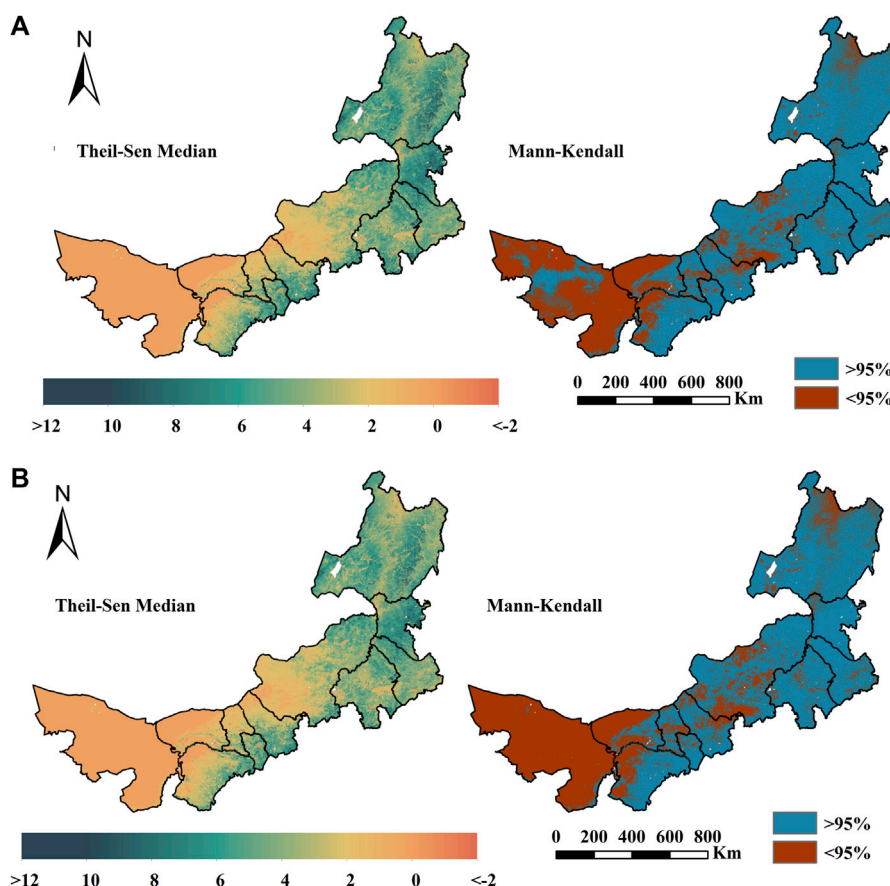 A
N
Theil-Sen Median
Mann-Kendall
>12 10 8 6 4 2 0 <-2
0 200 400 600 800
Km
>95%
<95%
B
N
Theil-Sen Median
Mann-Kendall
>12 10 8 6 4 2 0 <-2
0 200 400 600 800
Km
>95%
<95%